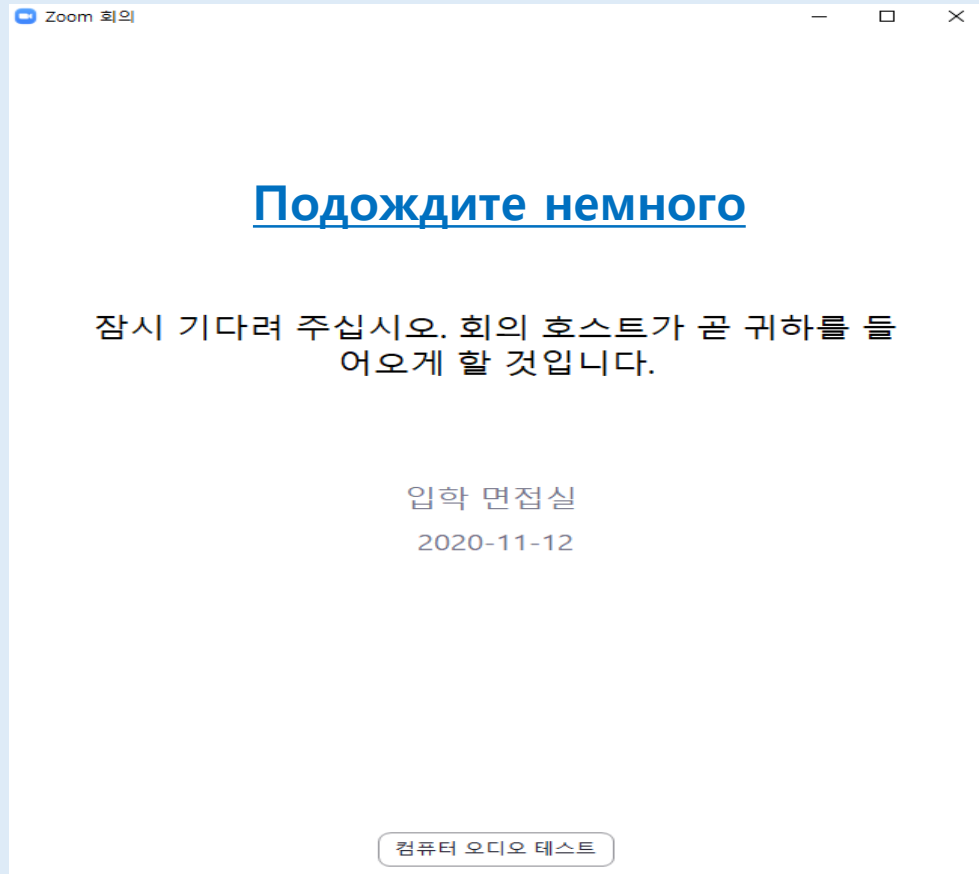 Zoom 회의
Подождите немного
잠시 기다려 주십시오. 회의 호스트가 곧 귀하를 들
어오게 할 것입니다.
입학 면접실
2020-11-12
컴퓨터 오디오 테스트